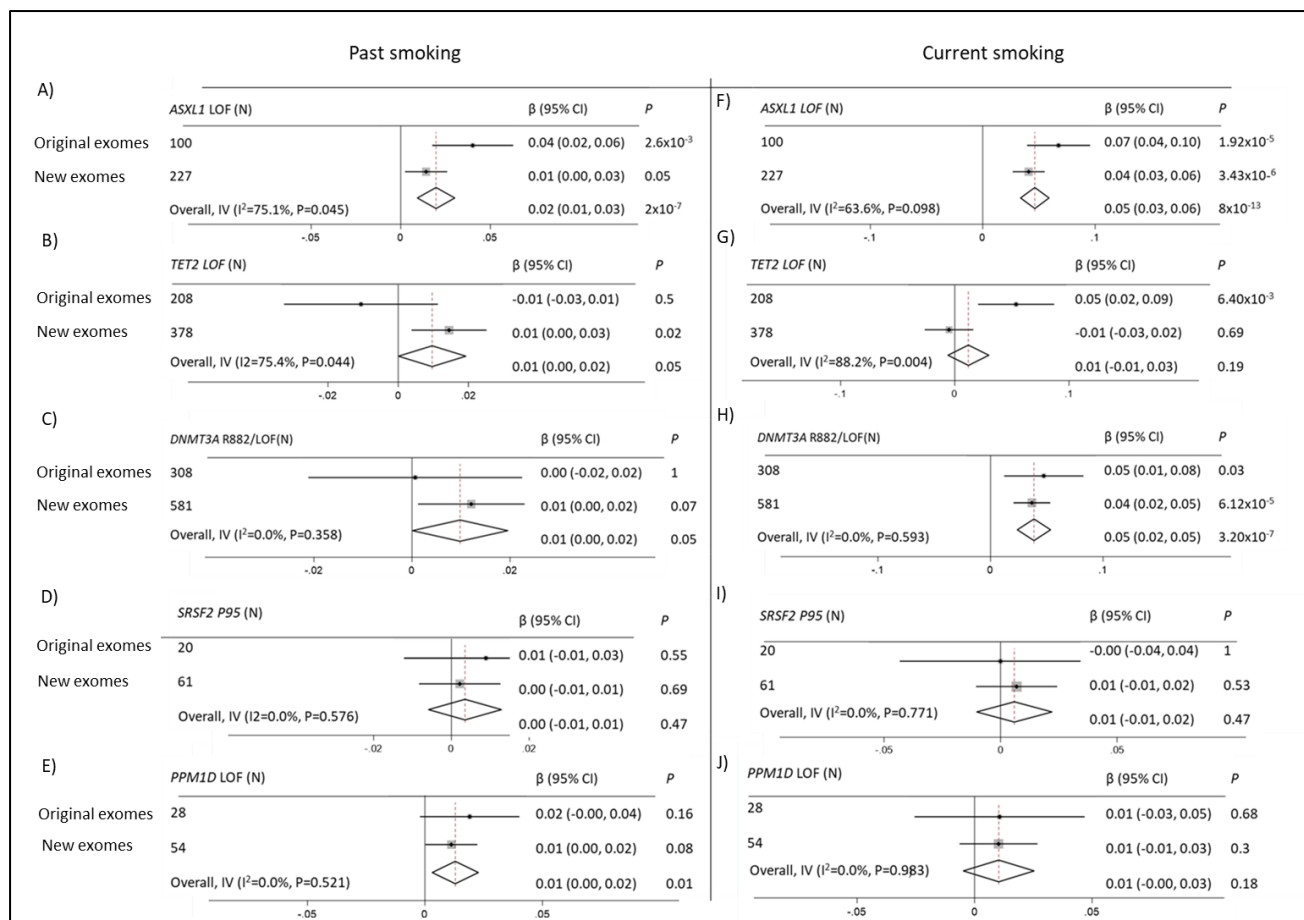 Past smoking
Current smoking
A)
ASXL1 LOF (N) β (95% CI) P
Original exomes 100 0.04 (0.02, 0.06) 2.6x10⁻³
New exomes 227 0.01 (0.00, 0.03) 0.05
Overall, IV (I²=75.1%, P=0.045) 0.02 (0.01, 0.03) 2x10⁻⁷
-.05 0 .05
F)
ASXL1 LOF (N) β (95% CI) P
100 0.07 (0.04, 0.10) 1.92x10⁻⁵
227 0.04 (0.03, 0.06) 3.43x10-⁶
Overall, IV (I²=63.6%, P=0.098) 0.05 (0.03, 0.06) 8x10⁻¹³
-.1 0 .1
B)
TET2 LOF (N) β (95% CI) P
Original exomes 208 -0.01 (-0.03, 0.01) 0.5
New exomes 378 0.01 (0.00, 0.03) 0.02
Overall, IV (I2=75.4%, P=0.044) 0.01 (0.00, 0.02) 0.05
-.02 0 .02
G)
TET2 LOF (N) β (95% CI) P
208 0.05 (0.02, 0.09) 6.40x10⁻³
378 -0.01 (-0.03, 0.02) 0.69
Overall, IV (I²=88.2%, P=0.004) 0.01 (-0.01, 0.03) 0.19
-.1 0 .1
C)
DNMT3A R882/LOF(N) β (95% CI) P
Original exomes 308 0.00 (-0.02, 0.02) 1
New exomes 581 0.01 (0.00, 0.02) 0.07
Overall, IV (I²=0.0%, P=0.358) 0.01 (0.00, 0.02) 0.05
-.02 0 .02
H)
DNMT3A R882/LOF(N) β (95% CI) P
308 0.05 (0.01, 0.08) 0.03
581 0.04 (0.02, 0.05) 6.12x10⁻⁵
Overall, IV (I²=0.0%, P=0.593) 0.05 (0.02, 0.05) 3.20x10⁻⁷
-.1 0 .1
D)
SRSF2 P95 (N) β (95% CI) P
Original exomes 20 0.01 (-0.01, 0.03) 0.55
New exomes 61 0.00 (-0.01, 0.01) 0.69
Overall, IV (I2=0.0%, P=0.576) 0.00 (-0.01, 0.01) 0.47
-.02 0 .02
I)
SRSF2 P95 (N) β (95% CI) P
20 -0.00 (-0.04, 0.04) 1
61 0.01 (-0.01, 0.02) 0.53
Overall, IV (I²=0.0%, P=0.771) 0.01 (-0.01, 0.02) 0.47
-.05 0 .05
E)
PPM1D LOF (N) β (95% CI) P
Original exomes 28 0.02 (-0.00, 0.04) 0.16
New exomes 54 0.01 (0.00, 0.02) 0.08
Overall, IV (I²=0.0%, P=0.521) 0.01 (0.00, 0.02) 0.01
-.05 0 .05
J)
PPM1D LOF (N) β (95% CI) P
28 0.01 (-0.03, 0.05) 0.68
54 0.01 (-0.01, 0.03) 0.3
Overall, IV (I²=0.0%, P=0.983) 0.01 (-0.00, 0.03) 0.18
-.05 0 .05